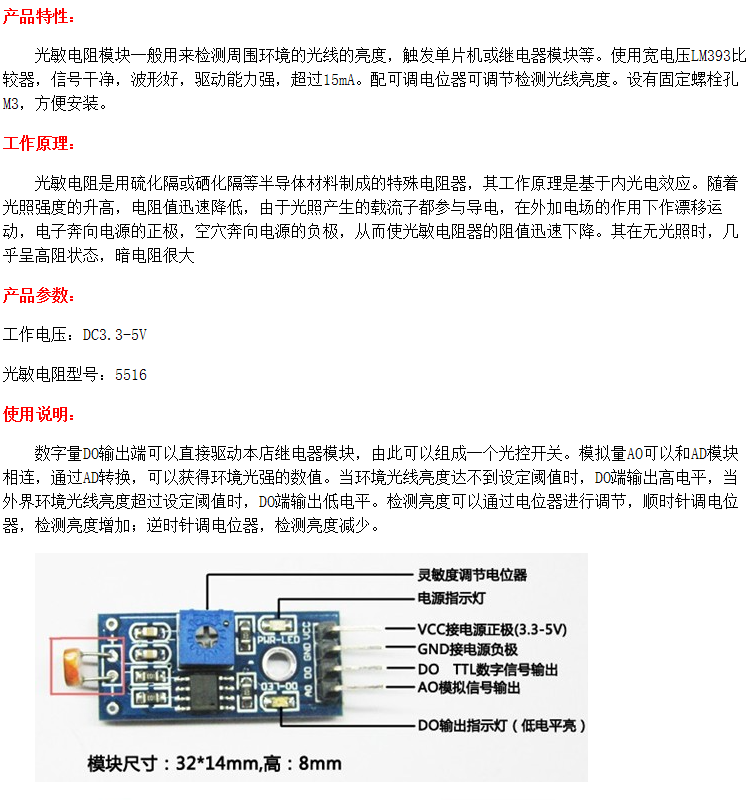 产品特性：
光敏电阻模块一般用来检测周围环境的光线的亮度，触发单片机或继电器模块等。使用宽电压LM393比
较器，信号干净，波形好，驱动能力强，超过15mA。配可调电位器可调节检测光线亮度。设有固定螺栓孔
M3，方便安装。
工作原理：
光敏电阻是用硫化隔或硒化隔等半导体材料制成的特殊电阻器，其工作原理是基于内光电效应。随着
光照强度的升高，电阻值迅速降低，由于光照产生的载流子都参与导电，在外加电场的作用下作漂移运
动，电子奔向电源的正极，空穴奔向电源的负极，从而使光敏电阻器的阻值迅速下降。其在无光照时，几
乎呈高阻状态，暗电阻很大
产品参数：
工作电压：DC3.3-5V
光敏电阻型号：5516
使用说明：
数字量DO输出端可以直接驱动本店继电器模块，由此可以组成一个光控开关。模拟量AO可以和AD模块
相连，通过AD转换，可以获得环境光强的数值。当环境光线亮度达不到设定阈值时，DO端输出高电平，当
外界环境光线亮度超过设定阈值时，DO端输出低电平。检测亮度可以通过电位器进行调节，顺时针调电位
器，检测亮度增加；逆时针调电位器，检测亮度减少。
灵敏度调节电位器
电源指示灯
VCC接电源正极(3.3-5V)
GND接电源负极
DO TTL数字信号输出
AO模拟信号输出
DO输出指示灯（低电平亮）
PWR-LED
AO DO GND VCC
DO-LED
模块尺寸：32*14mm,高：8mm